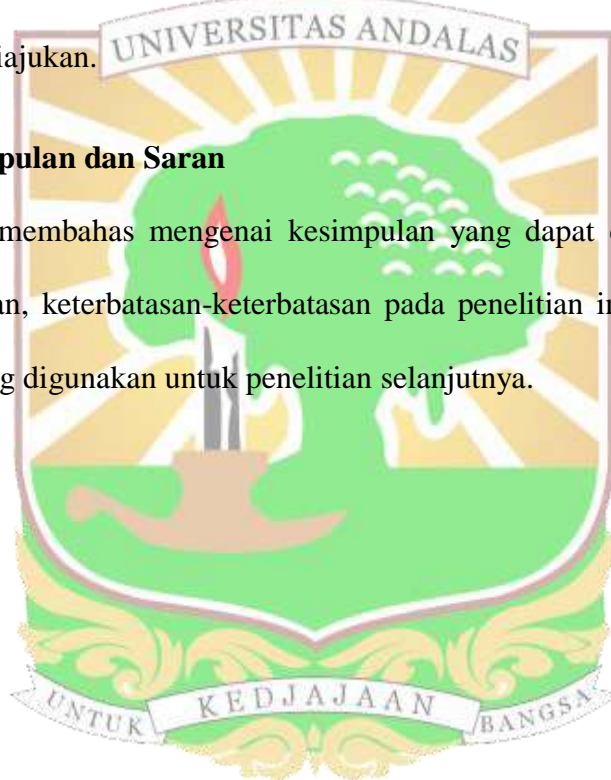 UNIVERSITAS ANDALAS
iajukan.
pulan dan Saran
membahas mengenai kesimpulan yang dapat
an, keterbatasan-keterbatasan pada penelitian in
g digunakan untuk penelitian selanjutnya.
UNTUK KEDJAJAAN BANGSA